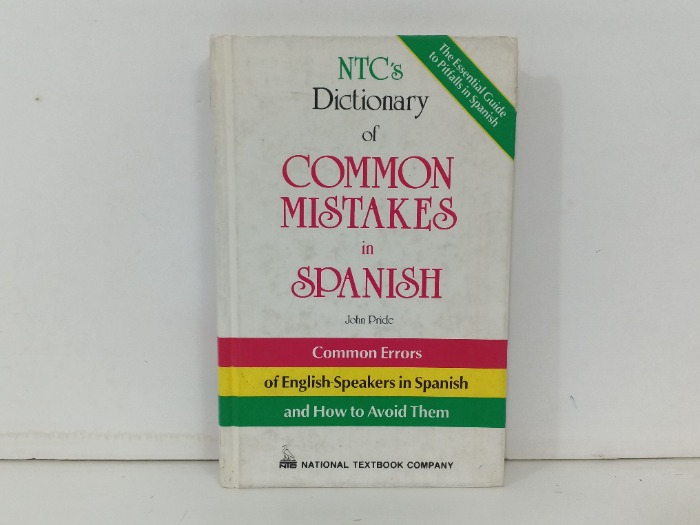 The Essential Guide
to Pitfalls in Spanish
NTC's
Dictionary
of
COMMON
MISTAKES
in
SPANISH
John Pride
Common Errors
of English-Speakers in Spanish
and How to Avoid Them
NTC NATIONAL TEXTBOOK COMPANY